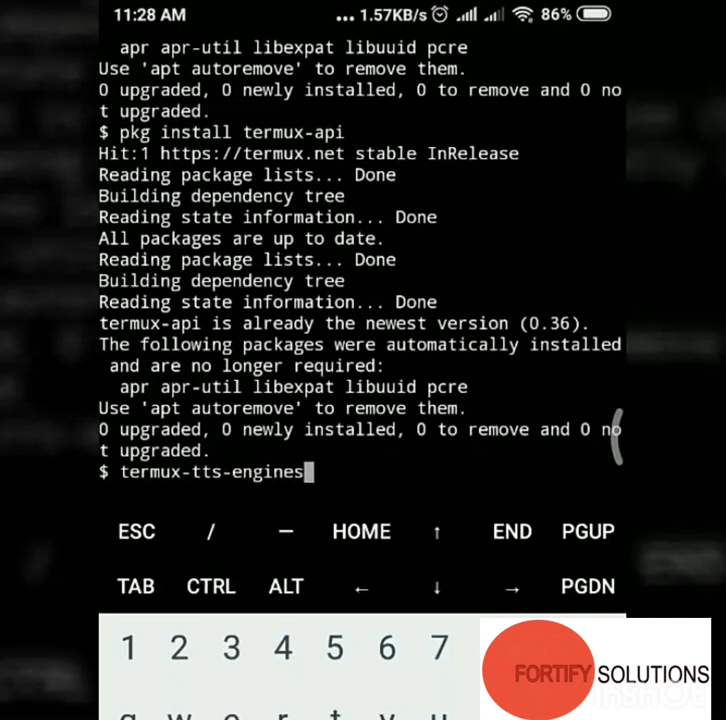 11:28 AM ... 1.57KB/s 86%
apr apr-util libexpat libuuid pcre
Use 'apt autoremove' to remove them.
0 upgraded, 0 newly installed, 0 to remove and 0 no
t upgraded.
$ pkg install termux-api
Hit:1 https://termux.net stable InRelease
Reading package lists... Done
Building dependency tree
Reading state information... Done
All packages are up to date.
Reading package lists... Done
Building dependency tree
Reading state information... Done
termux-api is already the newest version (0.36).
The following packages were automatically installed
and are no longer required:
apr apr-util libexpat libuuid pcre
Use 'apt autoremove' to remove them.
0 upgraded, 0 newly installed, 0 to remove and 0 no
t upgraded.
$ termux-tts-engines
ESC / — HOME ↑ END PGUP
TAB CTRL ALT ← ↓ → PGDN
1 2 3 4 5 6 7
q w e r t y u
FORTIFY SOLUTIONS
InShOt